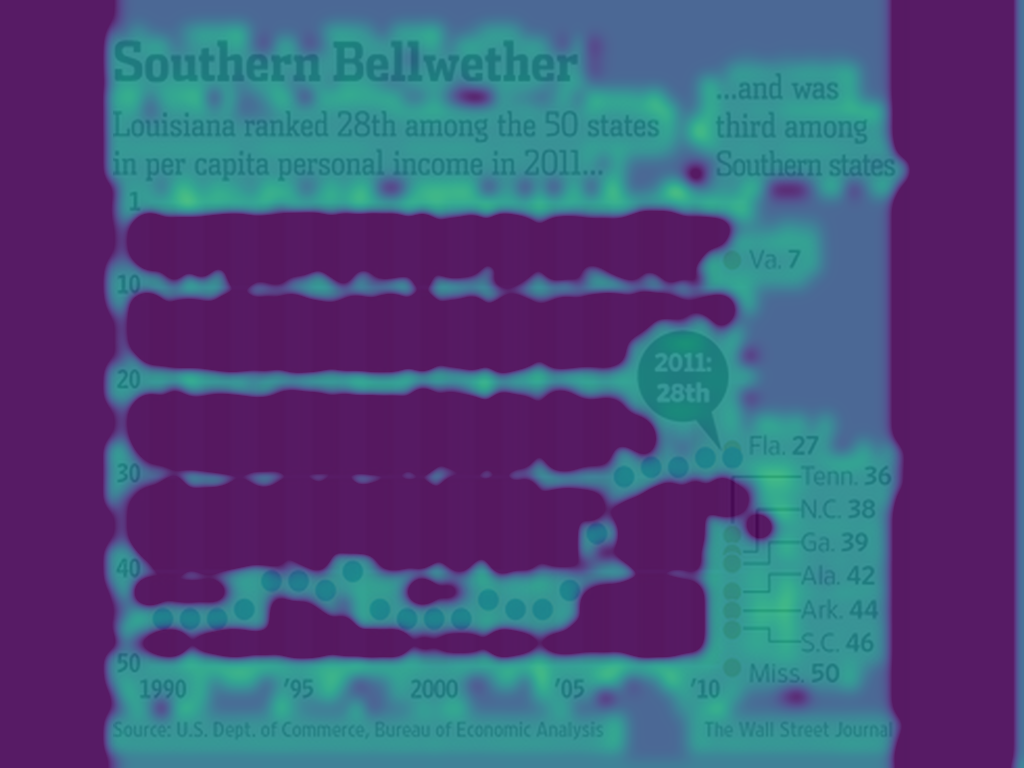 Southern Bellwether
Louisiana ranked 28th among the 50 states
in per capita personal income in 2011...
...and was
third among
Southern states
1
10
20
30
40
50
1990
'95
2000
'05
'10
2011:
28th
Va. 7
Fla. 27
Tenn. 36
N.C. 38
Ga. 39
Ala. 42
Ark. 44
S.C. 46
Miss. 50
Source: U.S. Dept. of Commerce, Bureau of Economic Analysis
The Wall Street Journal